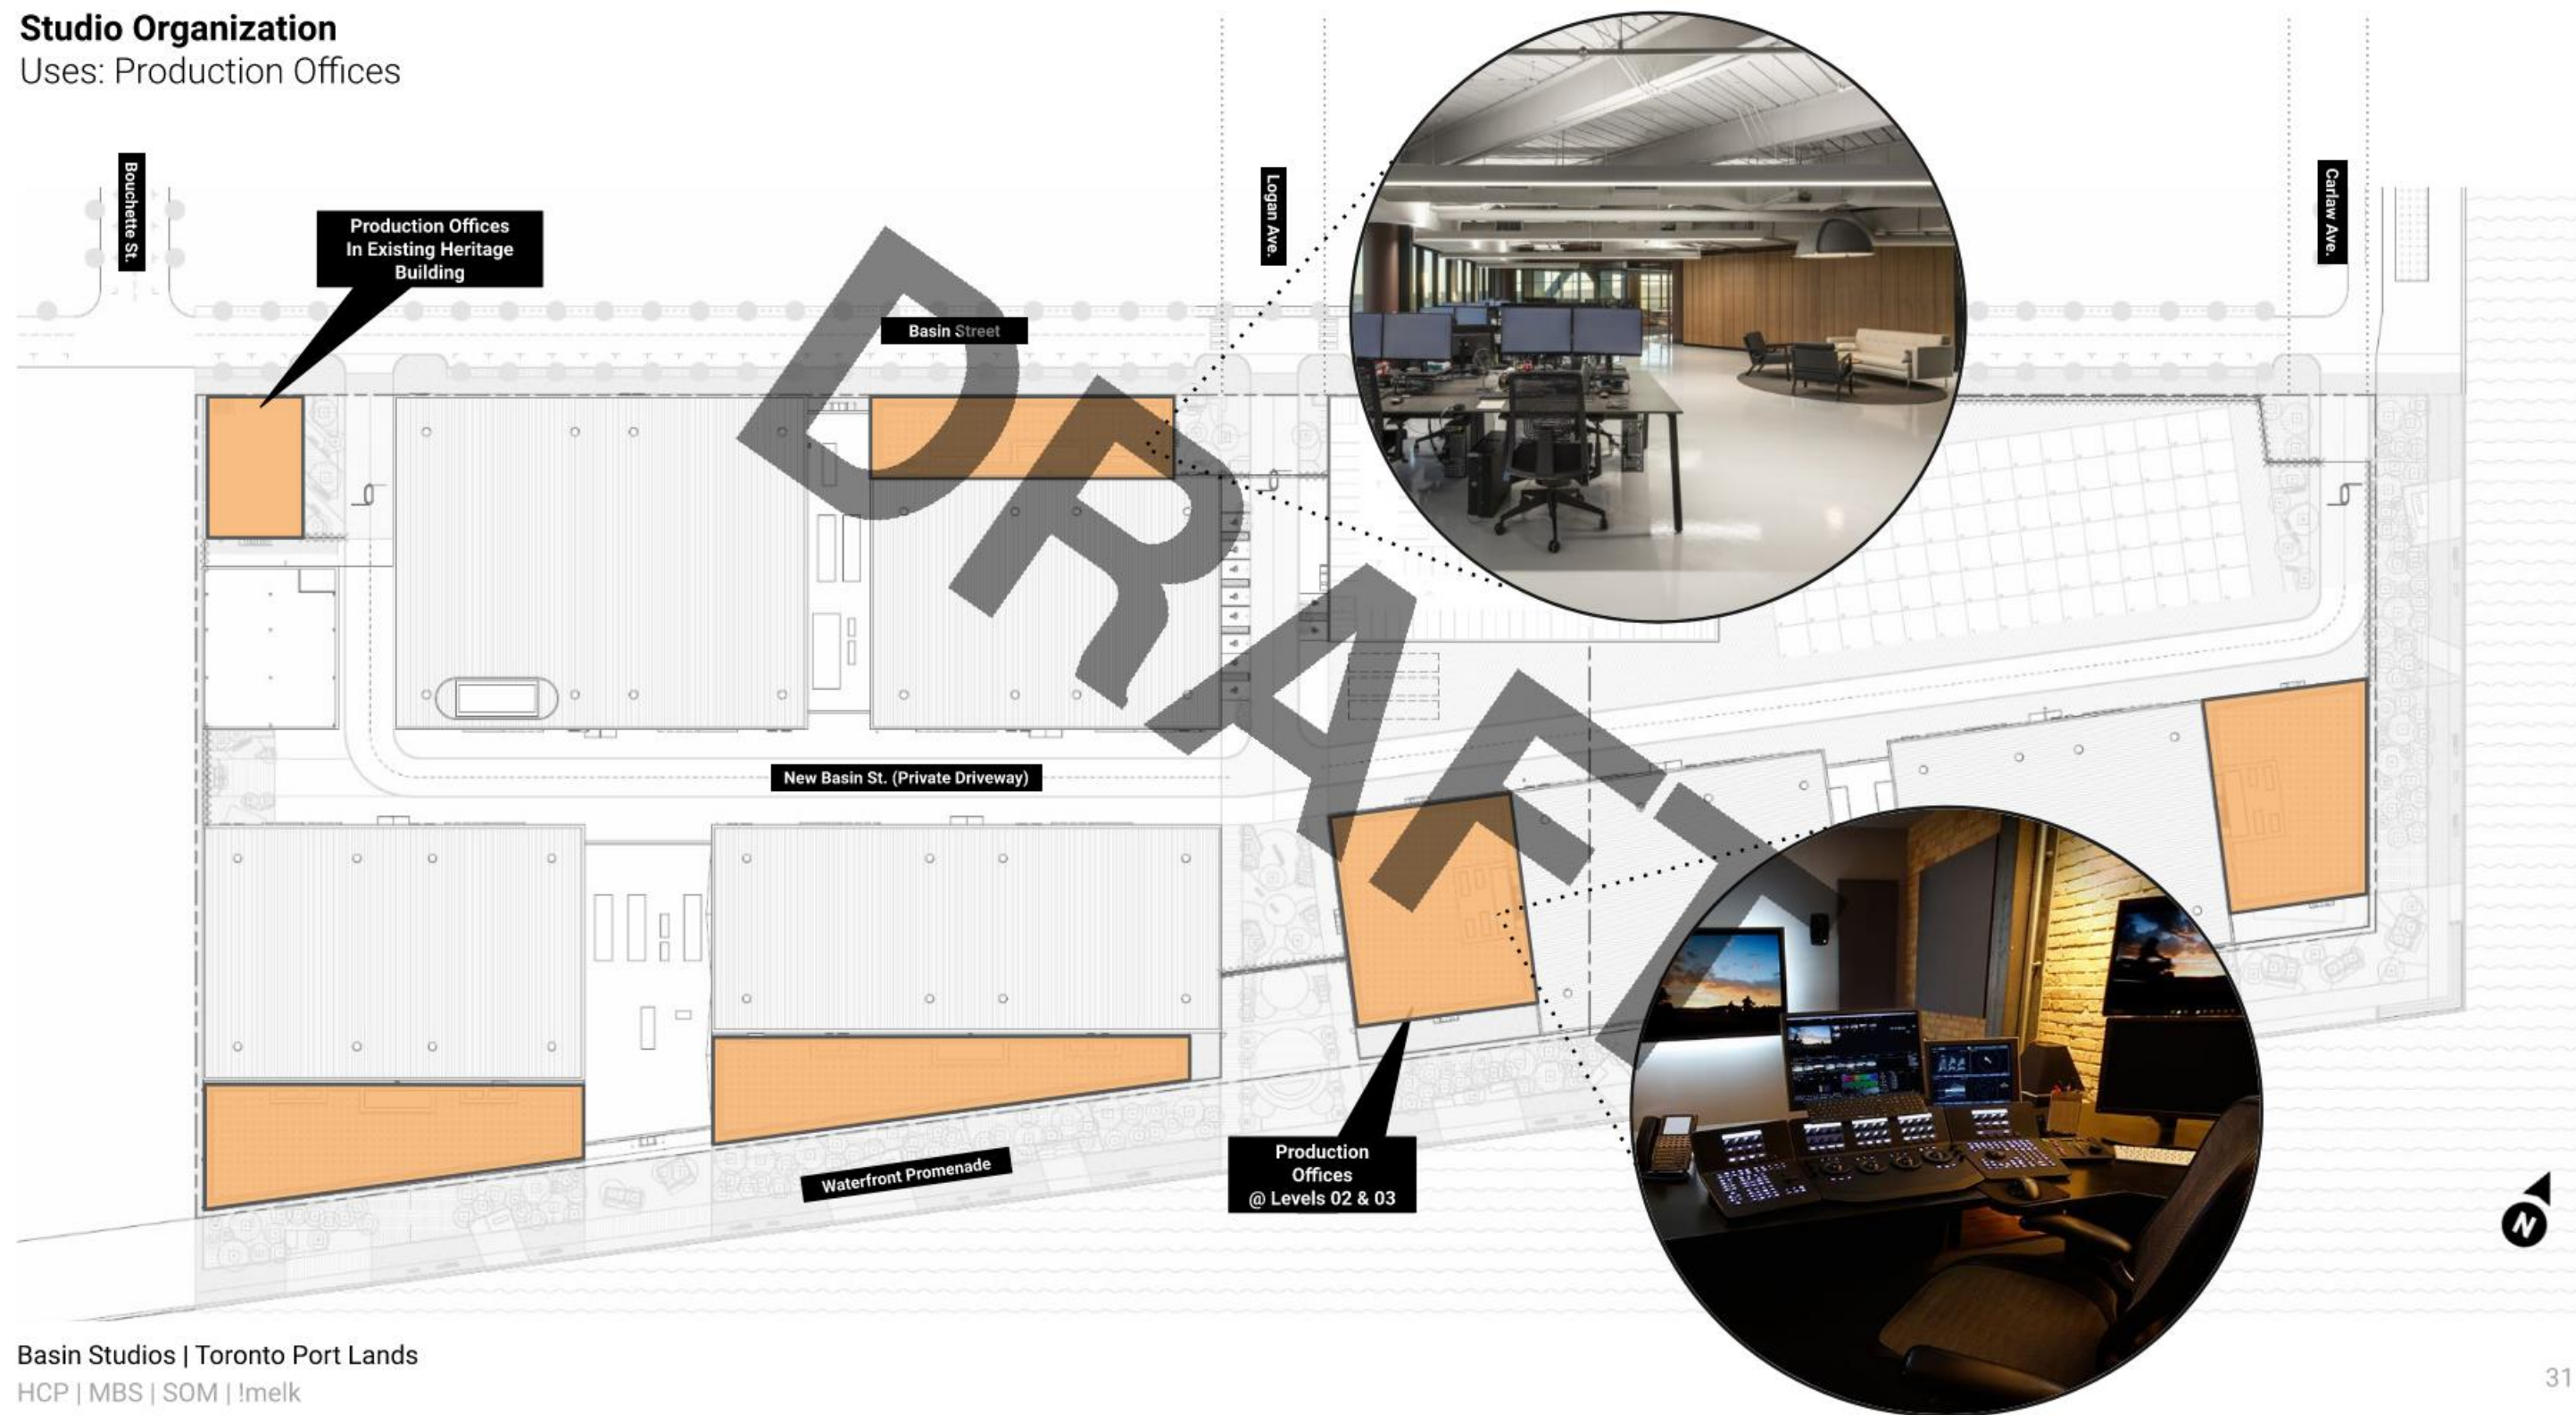 Studio Organization
Uses: Production Offices
Bouchette St.
Production Offices
In Existing Heritage
Building
Logan Ave.
Carlaw Ave.
Basin Street
DRAFT
New Basin St. (Private Driveway)
Waterfront Promenade
Production
Offices
@ Levels 02 & 03
N
Basin Studios | Toronto Port Lands
HCP | MBS | SOM | !melk
31